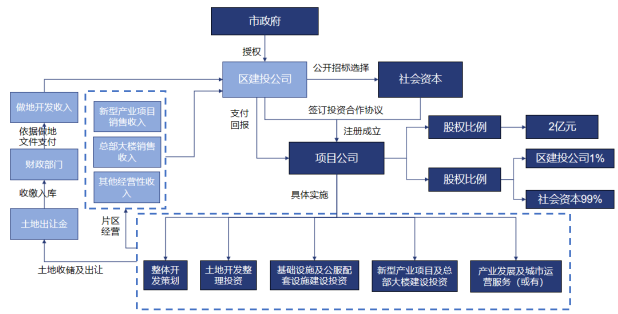 市政府
授权
区建投公司
公开招标选择
社会资本
做地开发收入
新型产业项目
销售收入
支付
回报
签订投资合作协议
依据做地
文件支付
注册成立
股权比例
2亿元
总部大楼销售
收入
财政部门
项目公司
区建投公司1%
其他经营性收
入
股权比例
收缴入库
具体实施
社会资本99%
土地出让金
片区
经营
土地收储及出让
整体开
发策划
土地开发整
理投资
基础设施及公服配
套设施建设投资
新型产业项目及总
部大楼建设投资
产业发展及城市运
营服务（或有）